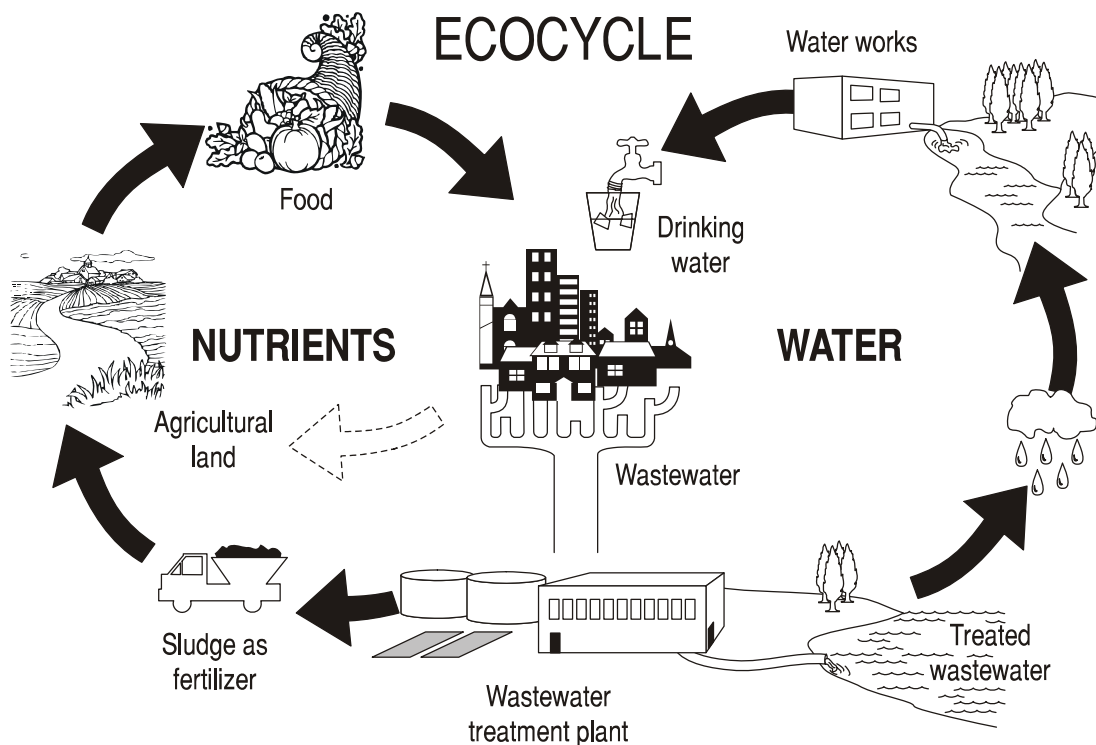 ECOCYCLE
Water works
Food
Drinking
water
NUTRIENTS
WATER
Agricultural
land
Wastewater
Sludge as
fertilizer
Treated
wastewater
Wastewater
treatment plant